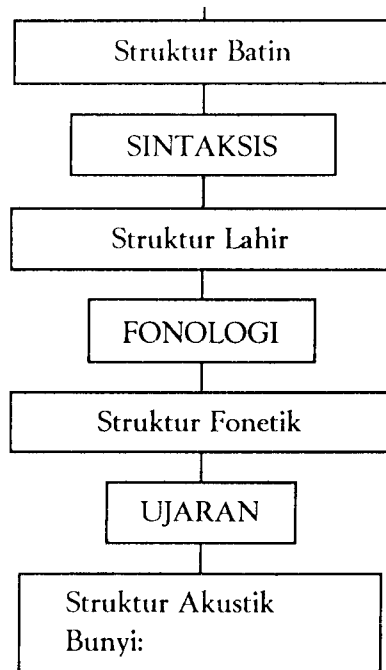 Struktur Batin
SINTAKSIS
Struktur Lahir
FONOLOGI
Struktur Fonetik
UJARAN
Struktur Akustik
Bunyi: